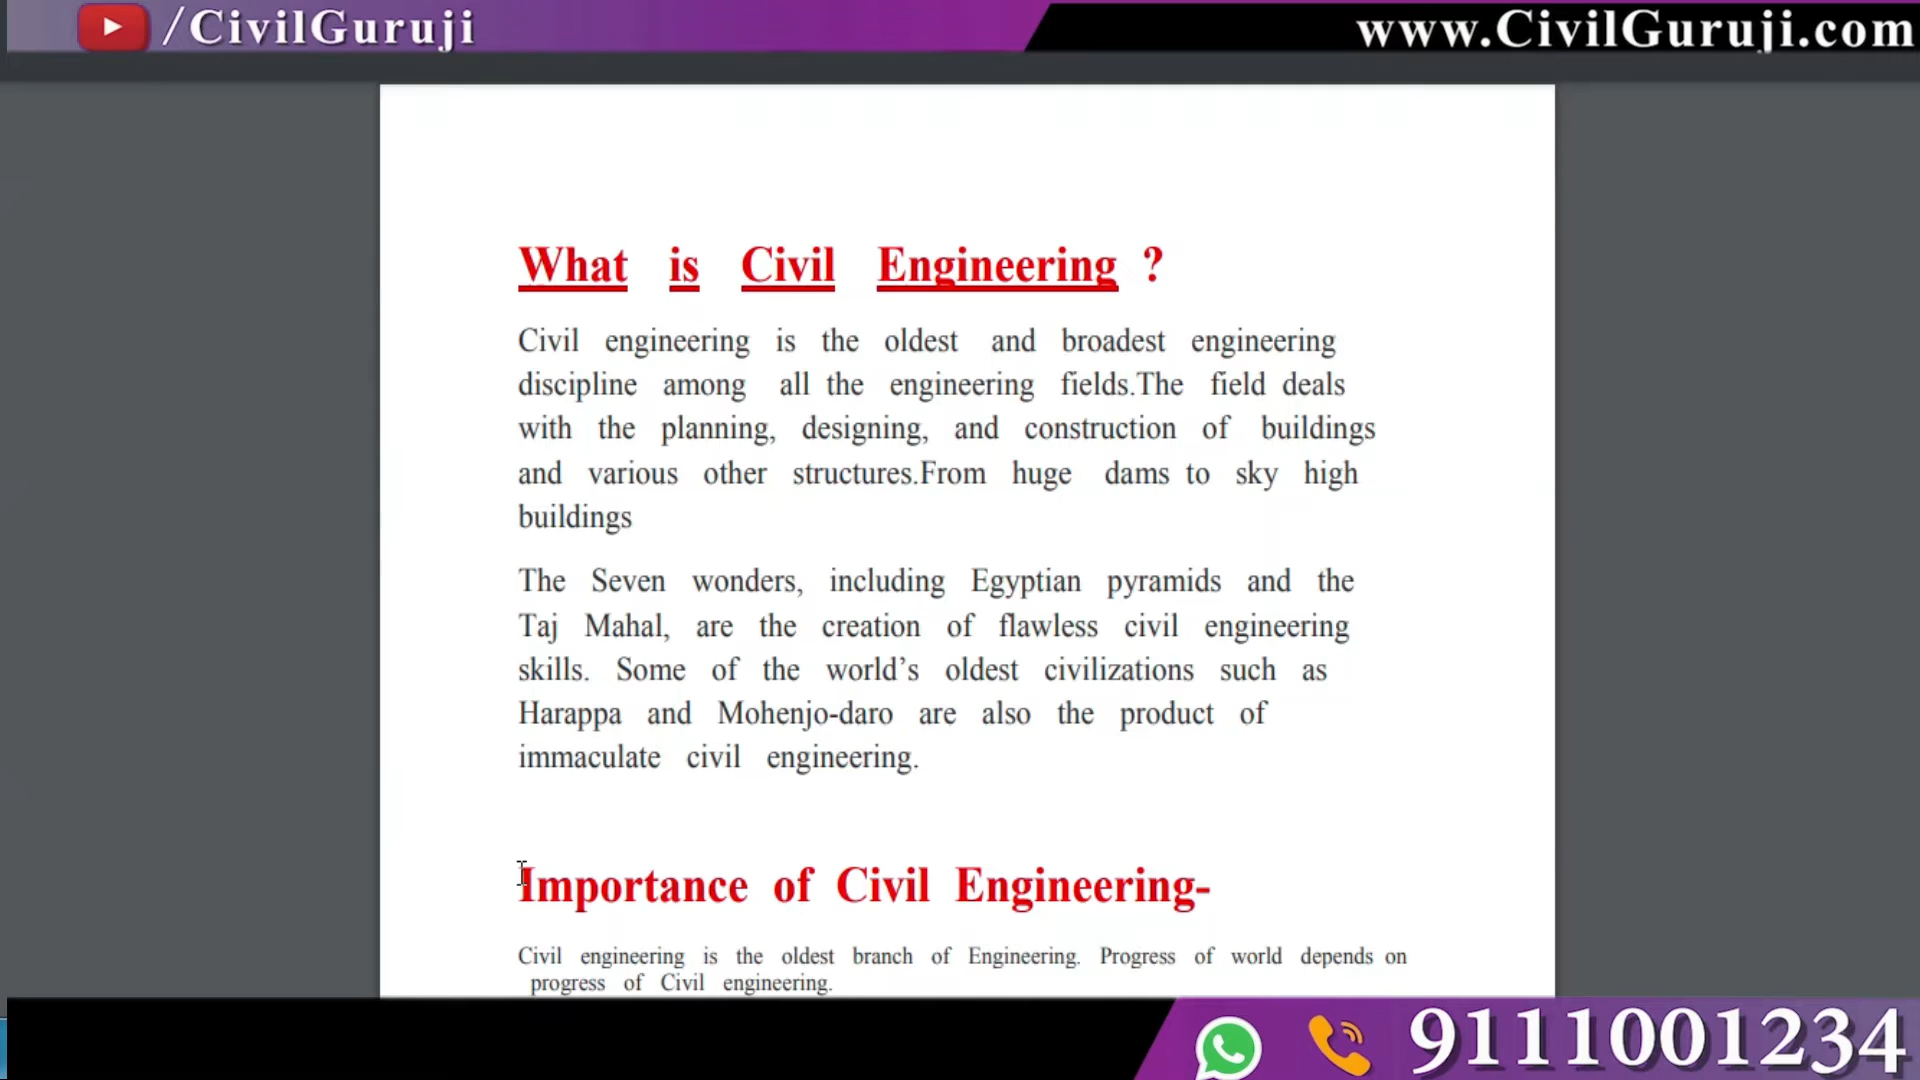 /CivilGuruji
www.CivilGuruji.com
What is Civil Engineering ?
Civil engineering is the oldest and broadest engineering
discipline among all the engineering fields.The field deals
with the planning, designing, and construction of buildings
and various other structures.From huge dams to sky high
buildings
The Seven wonders, including Egyptian pyramids and the
Taj Mahal, are the creation of flawless civil engineering
skills. Some of the world’s oldest civilizations such as
Harappa and Mohenjo-daro are also the product of
immaculate civil engineering.
Importance of Civil Engineering-
Civil engineering is the oldest branch of Engineering. Progress of world depends on
progress of Civil engineering.
9111001234